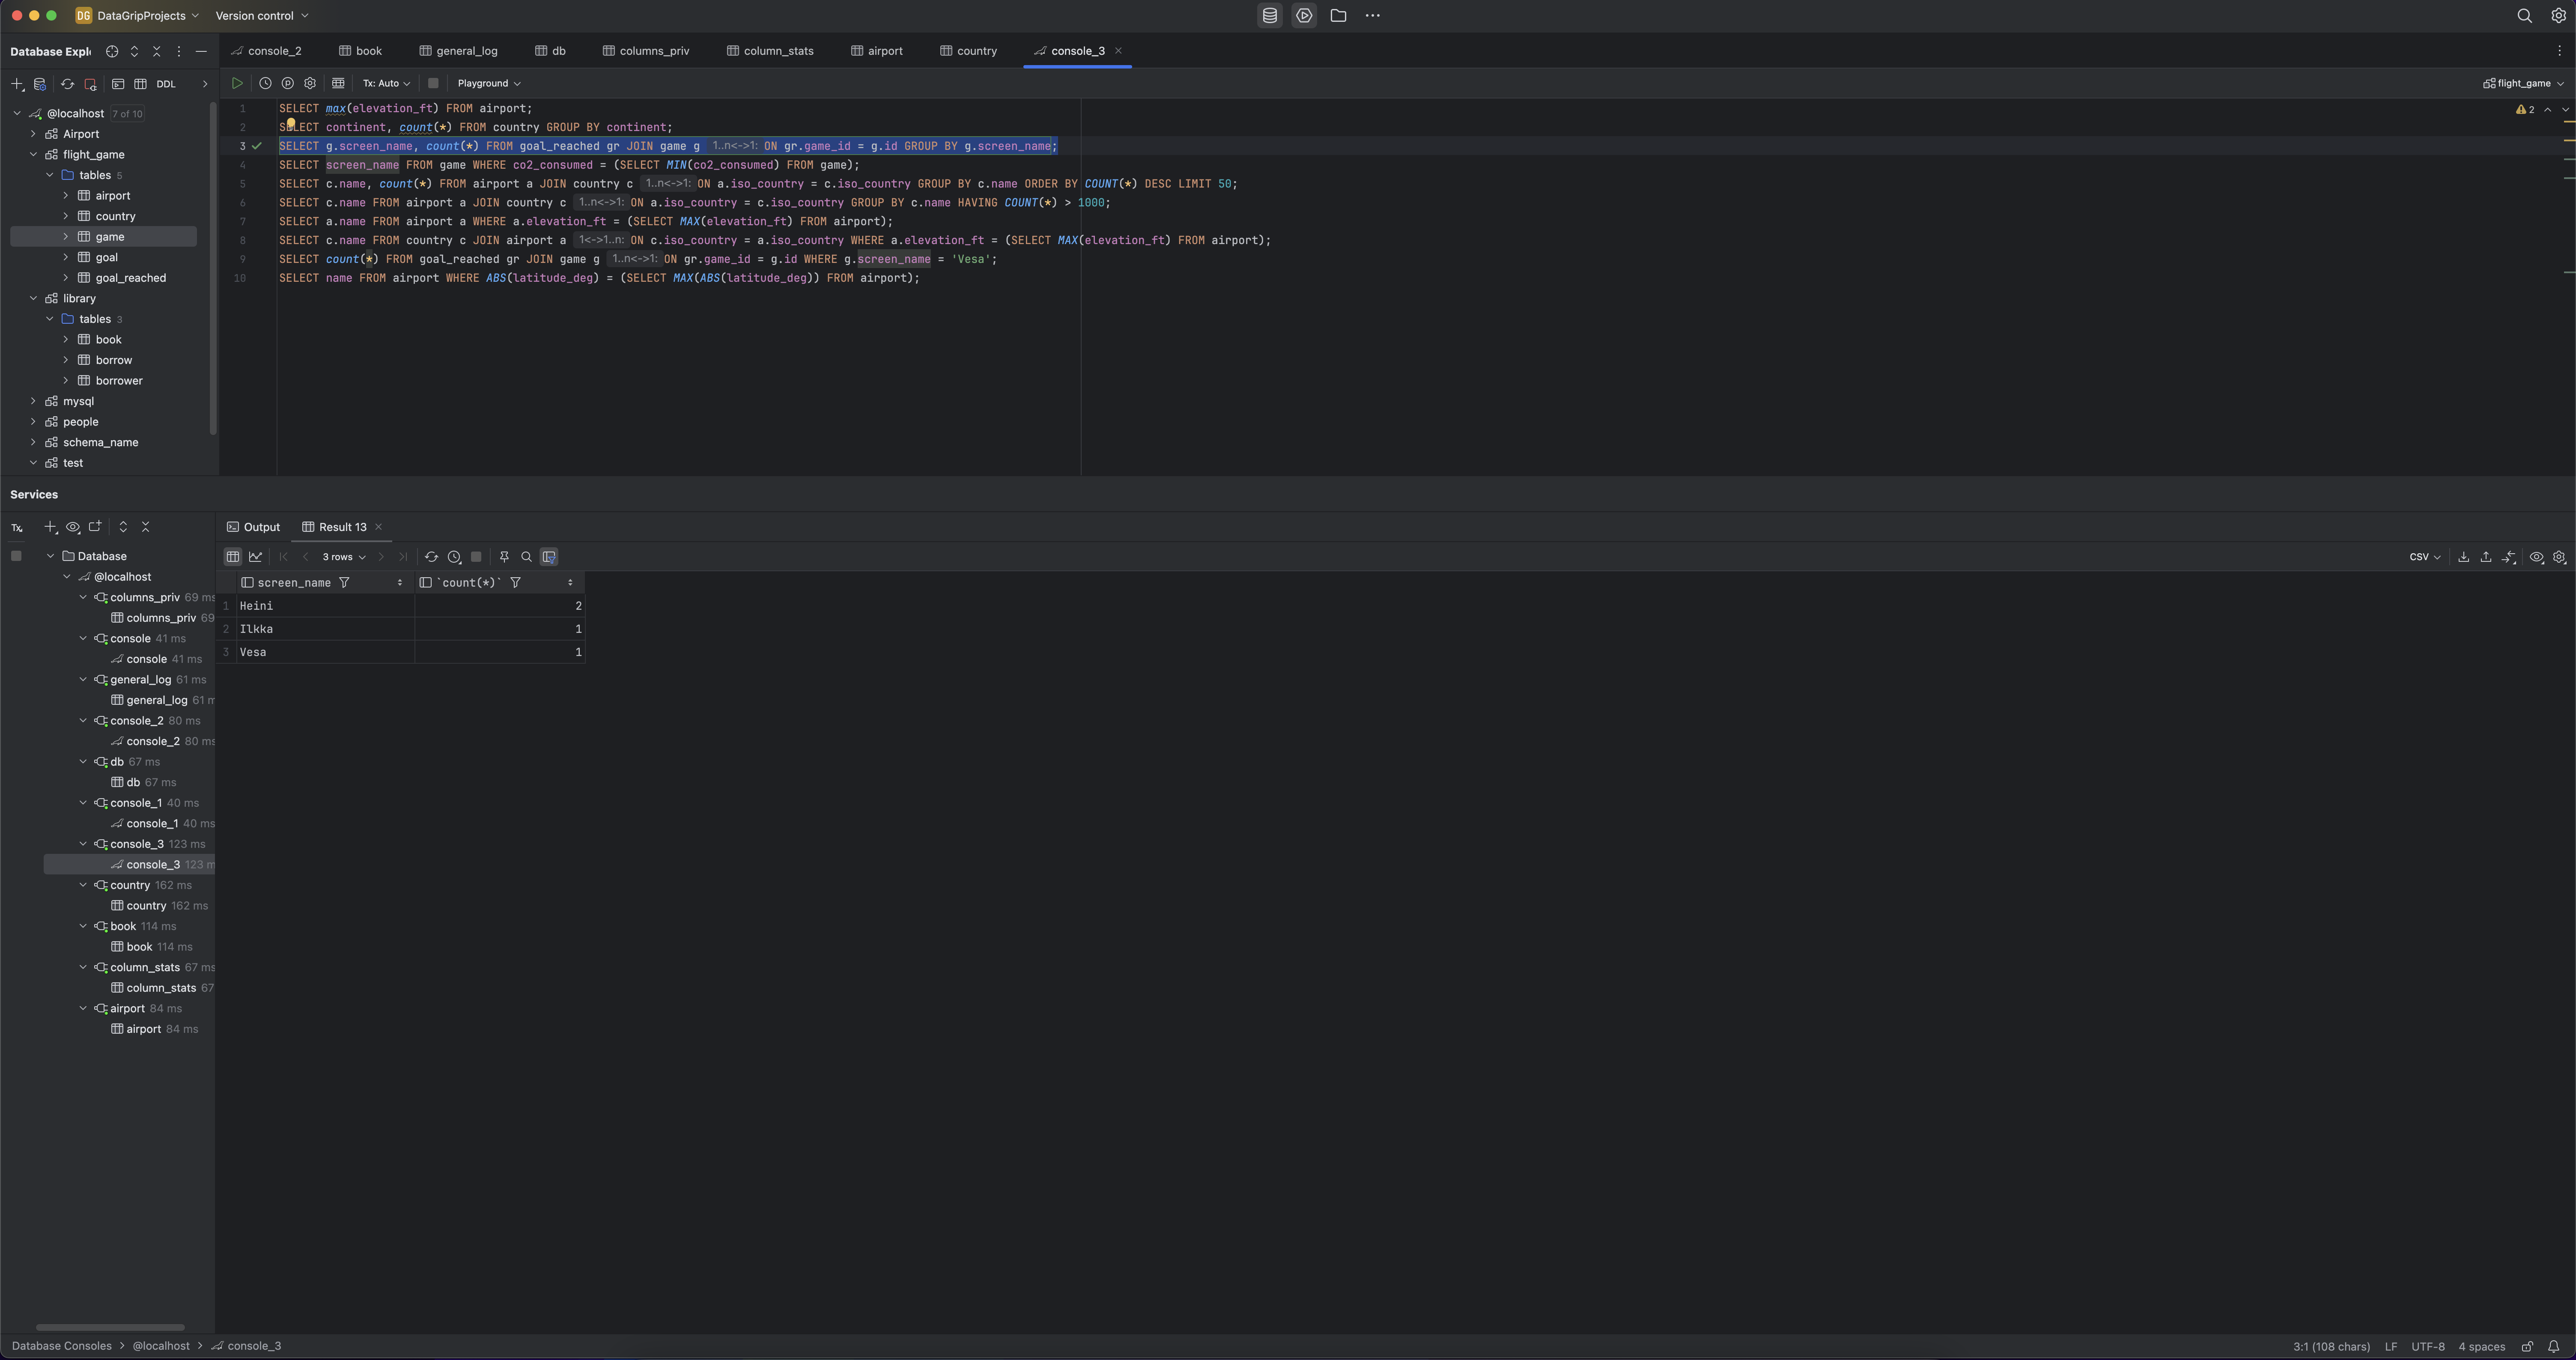 DG DataGripProjects Version control
Database Expl
console_2 book general_log db columns_priv column_stats airport country console_3
DDL
Tx: Auto Playground flight_game
@localhost 7 of 10
Airport
flight_game
tables 5
airport
country
game
goal
goal_reached
library
tables 3
book
borrow
borrower
mysql
people
schema_name
test
2
1 SELECT max(elevation_ft) FROM airport;
2 SELECT continent, count(*) FROM country GROUP BY continent;
3 SELECT g.screen_name, count(*) FROM goal_reached gr JOIN game g 1..n<->1: ON gr.game_id = g.id GROUP BY g.screen_name;
4 SELECT screen_name FROM game WHERE co2_consumed = (SELECT MIN(co2_consumed) FROM game);
5 SELECT c.name, count(*) FROM airport a JOIN country c 1..n<->1: ON a.iso_country = c.iso_country GROUP BY c.name ORDER BY COUNT(*) DESC LIMIT 50;
6 SELECT c.name FROM airport a JOIN country c 1..n<->1: ON a.iso_country = c.iso_country GROUP BY c.name HAVING COUNT(*) > 1000;
7 SELECT a.name FROM airport a WHERE a.elevation_ft = (SELECT MAX(elevation_ft) FROM airport);
8 SELECT c.name FROM country c JOIN airport a 1<->1..n: ON c.iso_country = a.iso_country WHERE a.elevation_ft = (SELECT MAX(elevation_ft) FROM airport);
9 SELECT count(*) FROM goal_reached gr JOIN game g 1..n<->1: ON gr.game_id = g.id WHERE g.screen_name = 'Vesa';
10 SELECT name FROM airport WHERE ABS(latitude_deg) = (SELECT MAX(ABS(latitude_deg)) FROM airport);
Services
Tx
Database
@localhost
columns_priv 69 ms
columns_priv 69
console 41 ms
console 41 ms
general_log 61 ms
general_log 61 m
console_2 80 ms
console_2 80 ms
db 67 ms
db 67 ms
console_1 40 ms
console_1 40 ms
console_3 123 ms
console_3 123 m
country 162 ms
country 162 ms
book 114 ms
book 114 ms
column_stats 67 ms
column_stats 67
airport 84 ms
airport 84 ms
Output Result 13
3 rows CSV
screen_name `count(*)`
1 Heini 2
2 Ilkka 1
3 Vesa 1
Database Consoles @localhost console_3
3:1 (108 chars) LF UTF-8 4 spaces